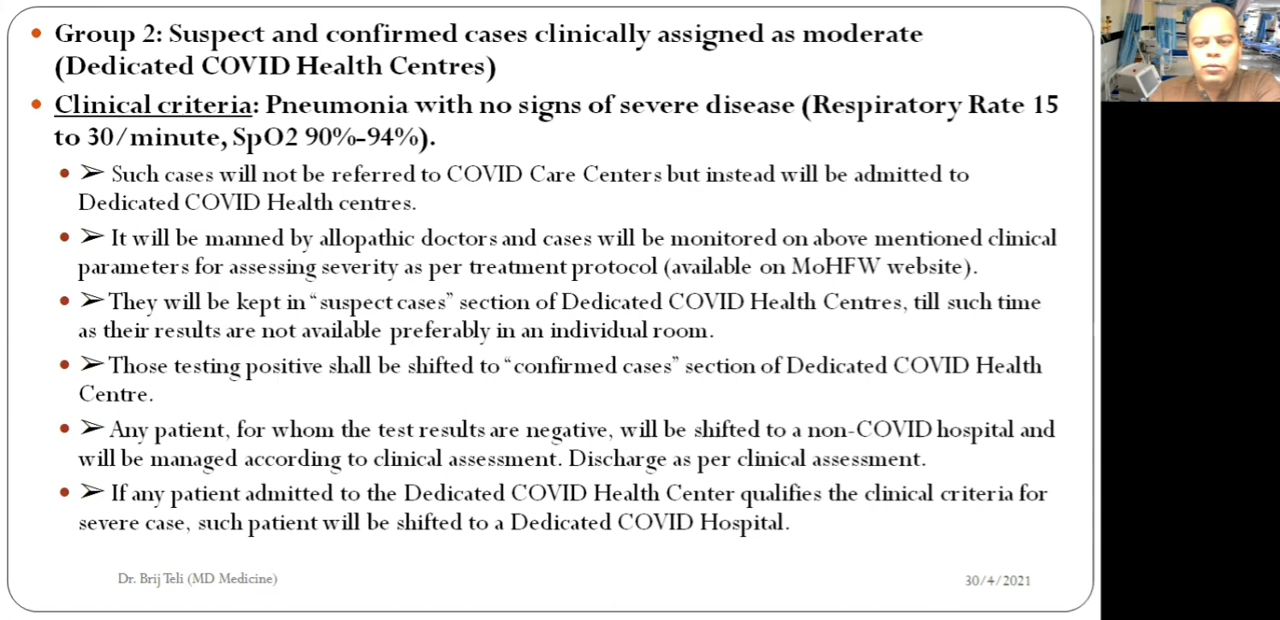 • Group 2: Suspect and confirmed cases clinically assigned as moderate
(Dedicated COVID Health Centres)
• Clinical criteria: Pneumonia with no signs of severe disease (Respiratory Rate 15
to 30/minute, SpO2 90%-94%).
• ➢ Such cases will not be referred to COVID Care Centers but instead will be admitted to
Dedicated COVID Health centres.
• ➢ It will be manned by allopathic doctors and cases will be monitored on above mentioned clinical
parameters for assessing severity as per treatment protocol (available on MoHFW website).
• ➢ They will be kept in “suspect cases” section of Dedicated COVID Health Centres, till such time
as their results are not available preferably in an individual room.
• ➢ Those testing positive shall be shifted to “confirmed cases” section of Dedicated COVID Health
Centre.
• ➢ Any patient, for whom the test results are negative, will be shifted to a non-COVID hospital and
will be managed according to clinical assessment. Discharge as per clinical assessment.
• ➢ If any patient admitted to the Dedicated COVID Health Center qualifies the clinical criteria for
severe case, such patient will be shifted to a Dedicated COVID Hospital.
Dr. Brij Teli (MD Medicine)
30/4/2021